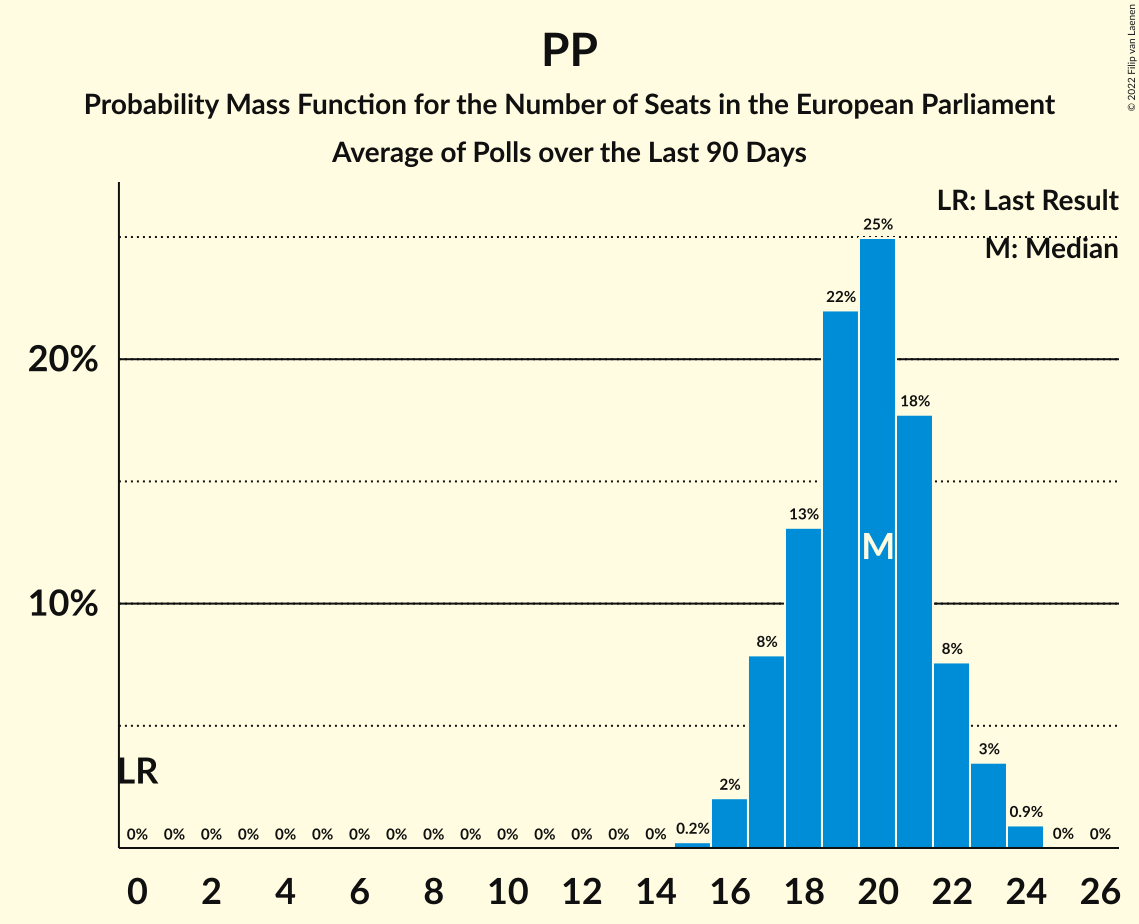 PP
Probability Mass Function for the Number of Seats in the European Parliament
Average of Polls over the Last 90 Days
© 2022 Filip van Laenen
LR: Last Result
M: Median
25%
22%
20%
18%
13%
M
10%
8%
8%
3%
LR
2%
0.9%
0% 0% 0% 0% 0% 0% 0% 0% 0% 0% 0% 0% 0% 0% 0% 0.2% 0% 0%
0 2 4 6 8 10 12 14 16 18 20 22 24 26